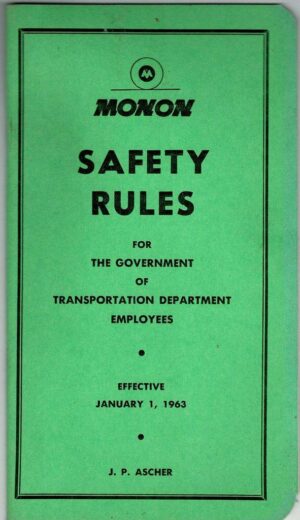 M
MONON
SAFETY
RULES
FOR
THE GOVERNMENT
OF
TRANSPORTATION DEPARTMENT
EMPLOYEES
EFFECTIVE
JANUARY 1, 1963
J. P. ASCHER